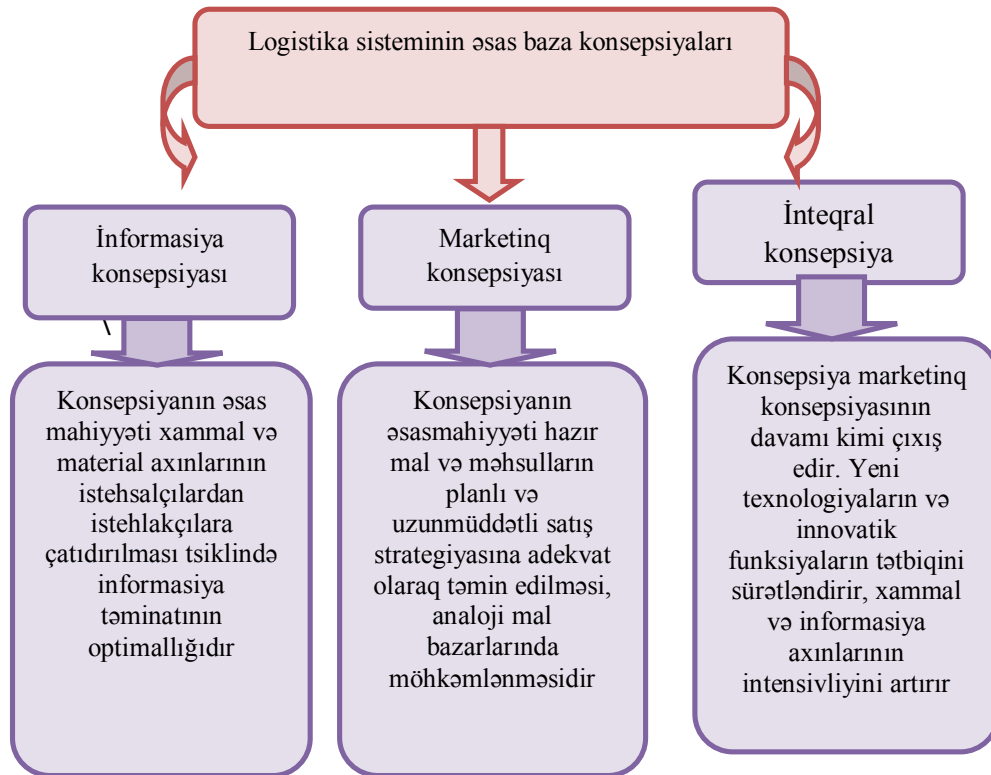 Logistika sisteminin əsas baza konsepsiyaları
İnformasiya
konsepsiyası
\
Konsepsiyanın əsas
mahiyyəti xammal və
material axınlarının
istehsalçılardan
istehlakçılara
çatıdırılması tsiklində
informasiya
təminatının
optimallığıdır
Marketinq
konsepsiyası
Konsepsiyanın
əsasmahiyyəti hazır
mal və məhsulların
planlı və
uzunmüddətli satış
strategiyasına adekvat
olaraq təmin edilməsi,
analoji mal
bazarlarında
möhkəmlənməsidir
İnteqral
konsepsiya
Konsepsiya marketinq
konsepsiyasının
davamı kimi çıxış
edir. Yeni
texnologiyaların və
innovatik
funksiyaların tətbiqini
sürətləndirir, xammal
və informasiya
axınlarının
intensivliyini artırır